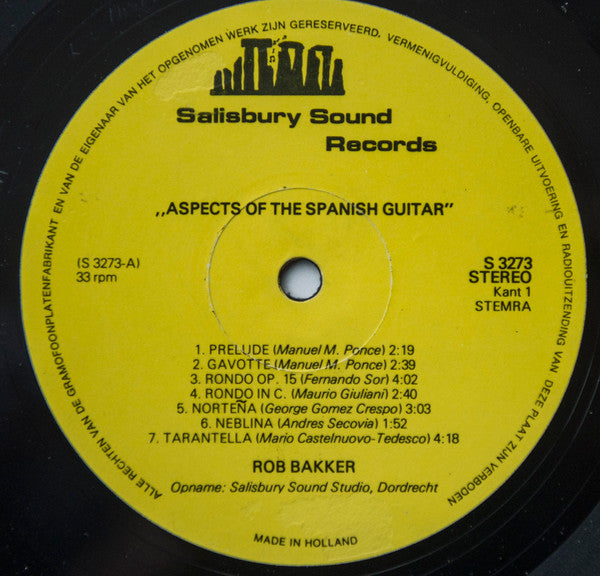 ALLE RECHTEN VAN DE GRAMOFOONPLATENFABRIKANT EN VAN DE EIGENAAR VAN HET OPGENOMEN WERK ZIJN GERESERVEERD, VERMENIGVULDIGING, OPENBARE UITVOERING EN RADIOUITZENDING VAN DEZE PLAAT ZIJN VERBODEN
Salisbury Sound
Records
,,ASPECTS OF THE SPANISH GUITAR"
(S 3273-A)
33 rpm
S 3273
STEREO
Kant 1
STEMRA
1. PRELUDE (Manuel M. Ponce) 2:19
2. GAVOTTE (Manuel M. Ponce) 2:39
3. RONDO OP. 15 (Fernando Sor) 4:02
4. RONDO IN C. (Maurio Giuliani) 2:40
5. NORTEÑA (George Gomez Crespo) 3:03
6. NEBLINA (Andres Secovia) 1:52
7. TARANTELLA (Mario Castelnuovo-Tedesco) 4:18
ROB BAKKER
Opname: Salisbury Sound Studio, Dordrecht
MADE IN HOLLAND